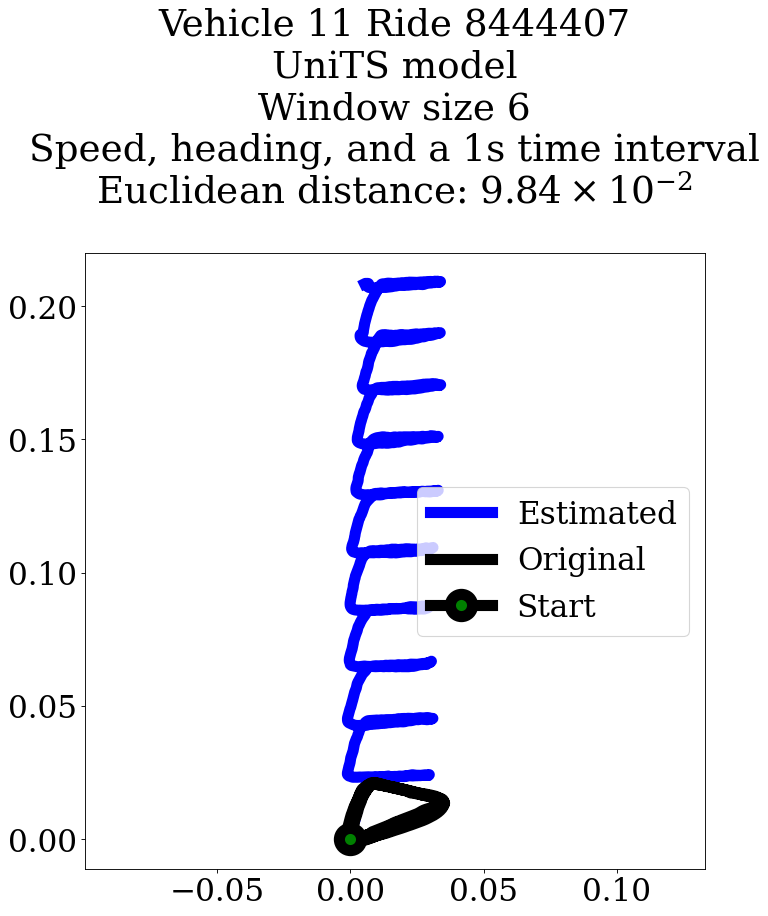 Vehicle 11 Ride 8444407
UniTS model
Window size 6
Speed, heading, and a 1s time interval
Euclidean distance: 9.84 × 10⁻²
0.20
0.15
0.10
0.05
0.00
Estimated
Original
Start
−0.05 0.00 0.05 0.10